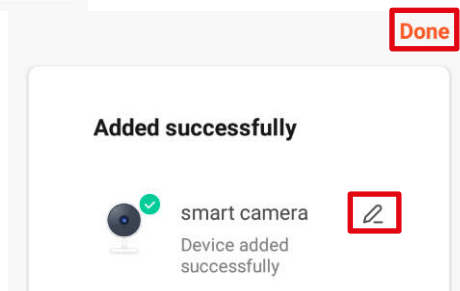 Done
Added successfully
smart camera
Device added
successfully